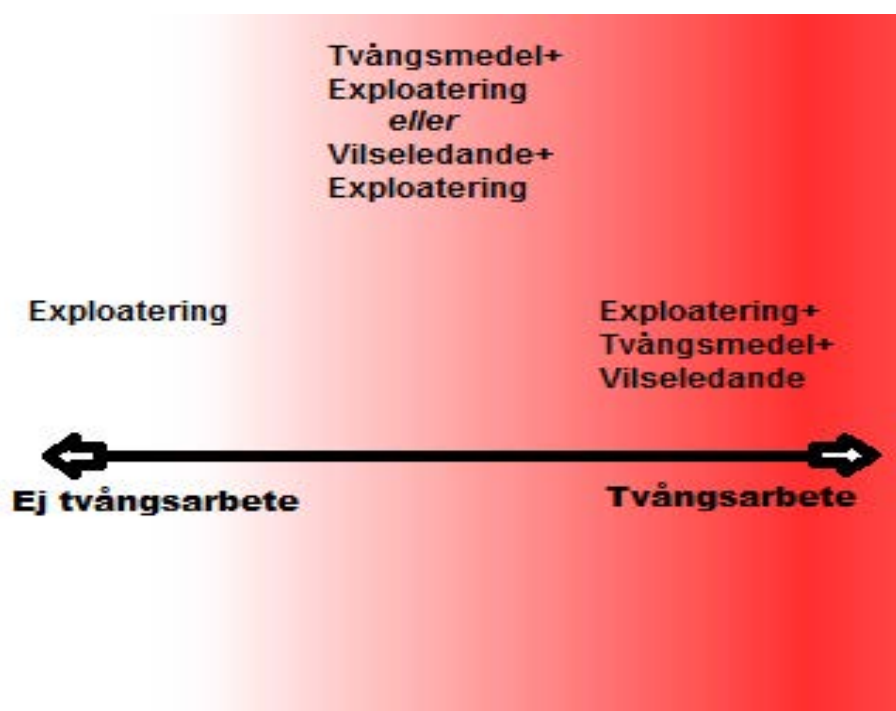 Tvångsmedel+
Exploatering
eller
Vilseledande+
Exploatering
Exploatering
Exploatering+
Tvångsmedel+
Vilseledande
Ej tvångsarbete
Tvångsarbete